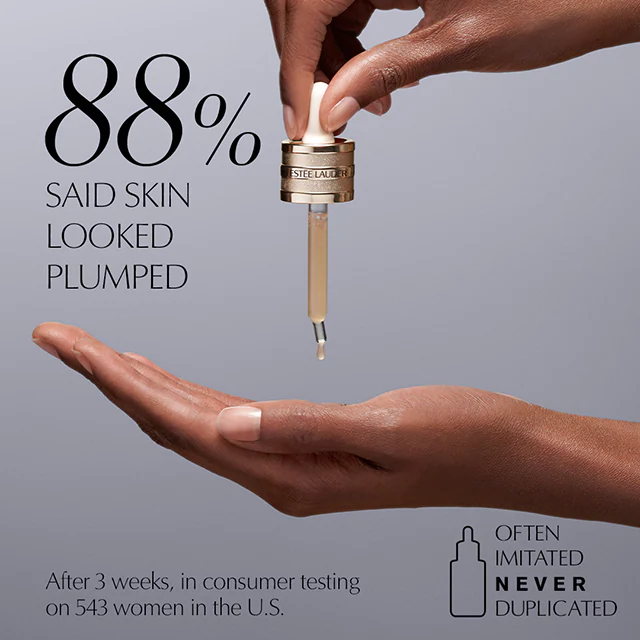 88%
SAID SKIN
LOOKED
PLUMPED
ESTĒE LAUDER
After 3 weeks, in consumer testing
on 543 women in the U.S.
OFTEN
IMITATED
NEVER
DUPLICATED